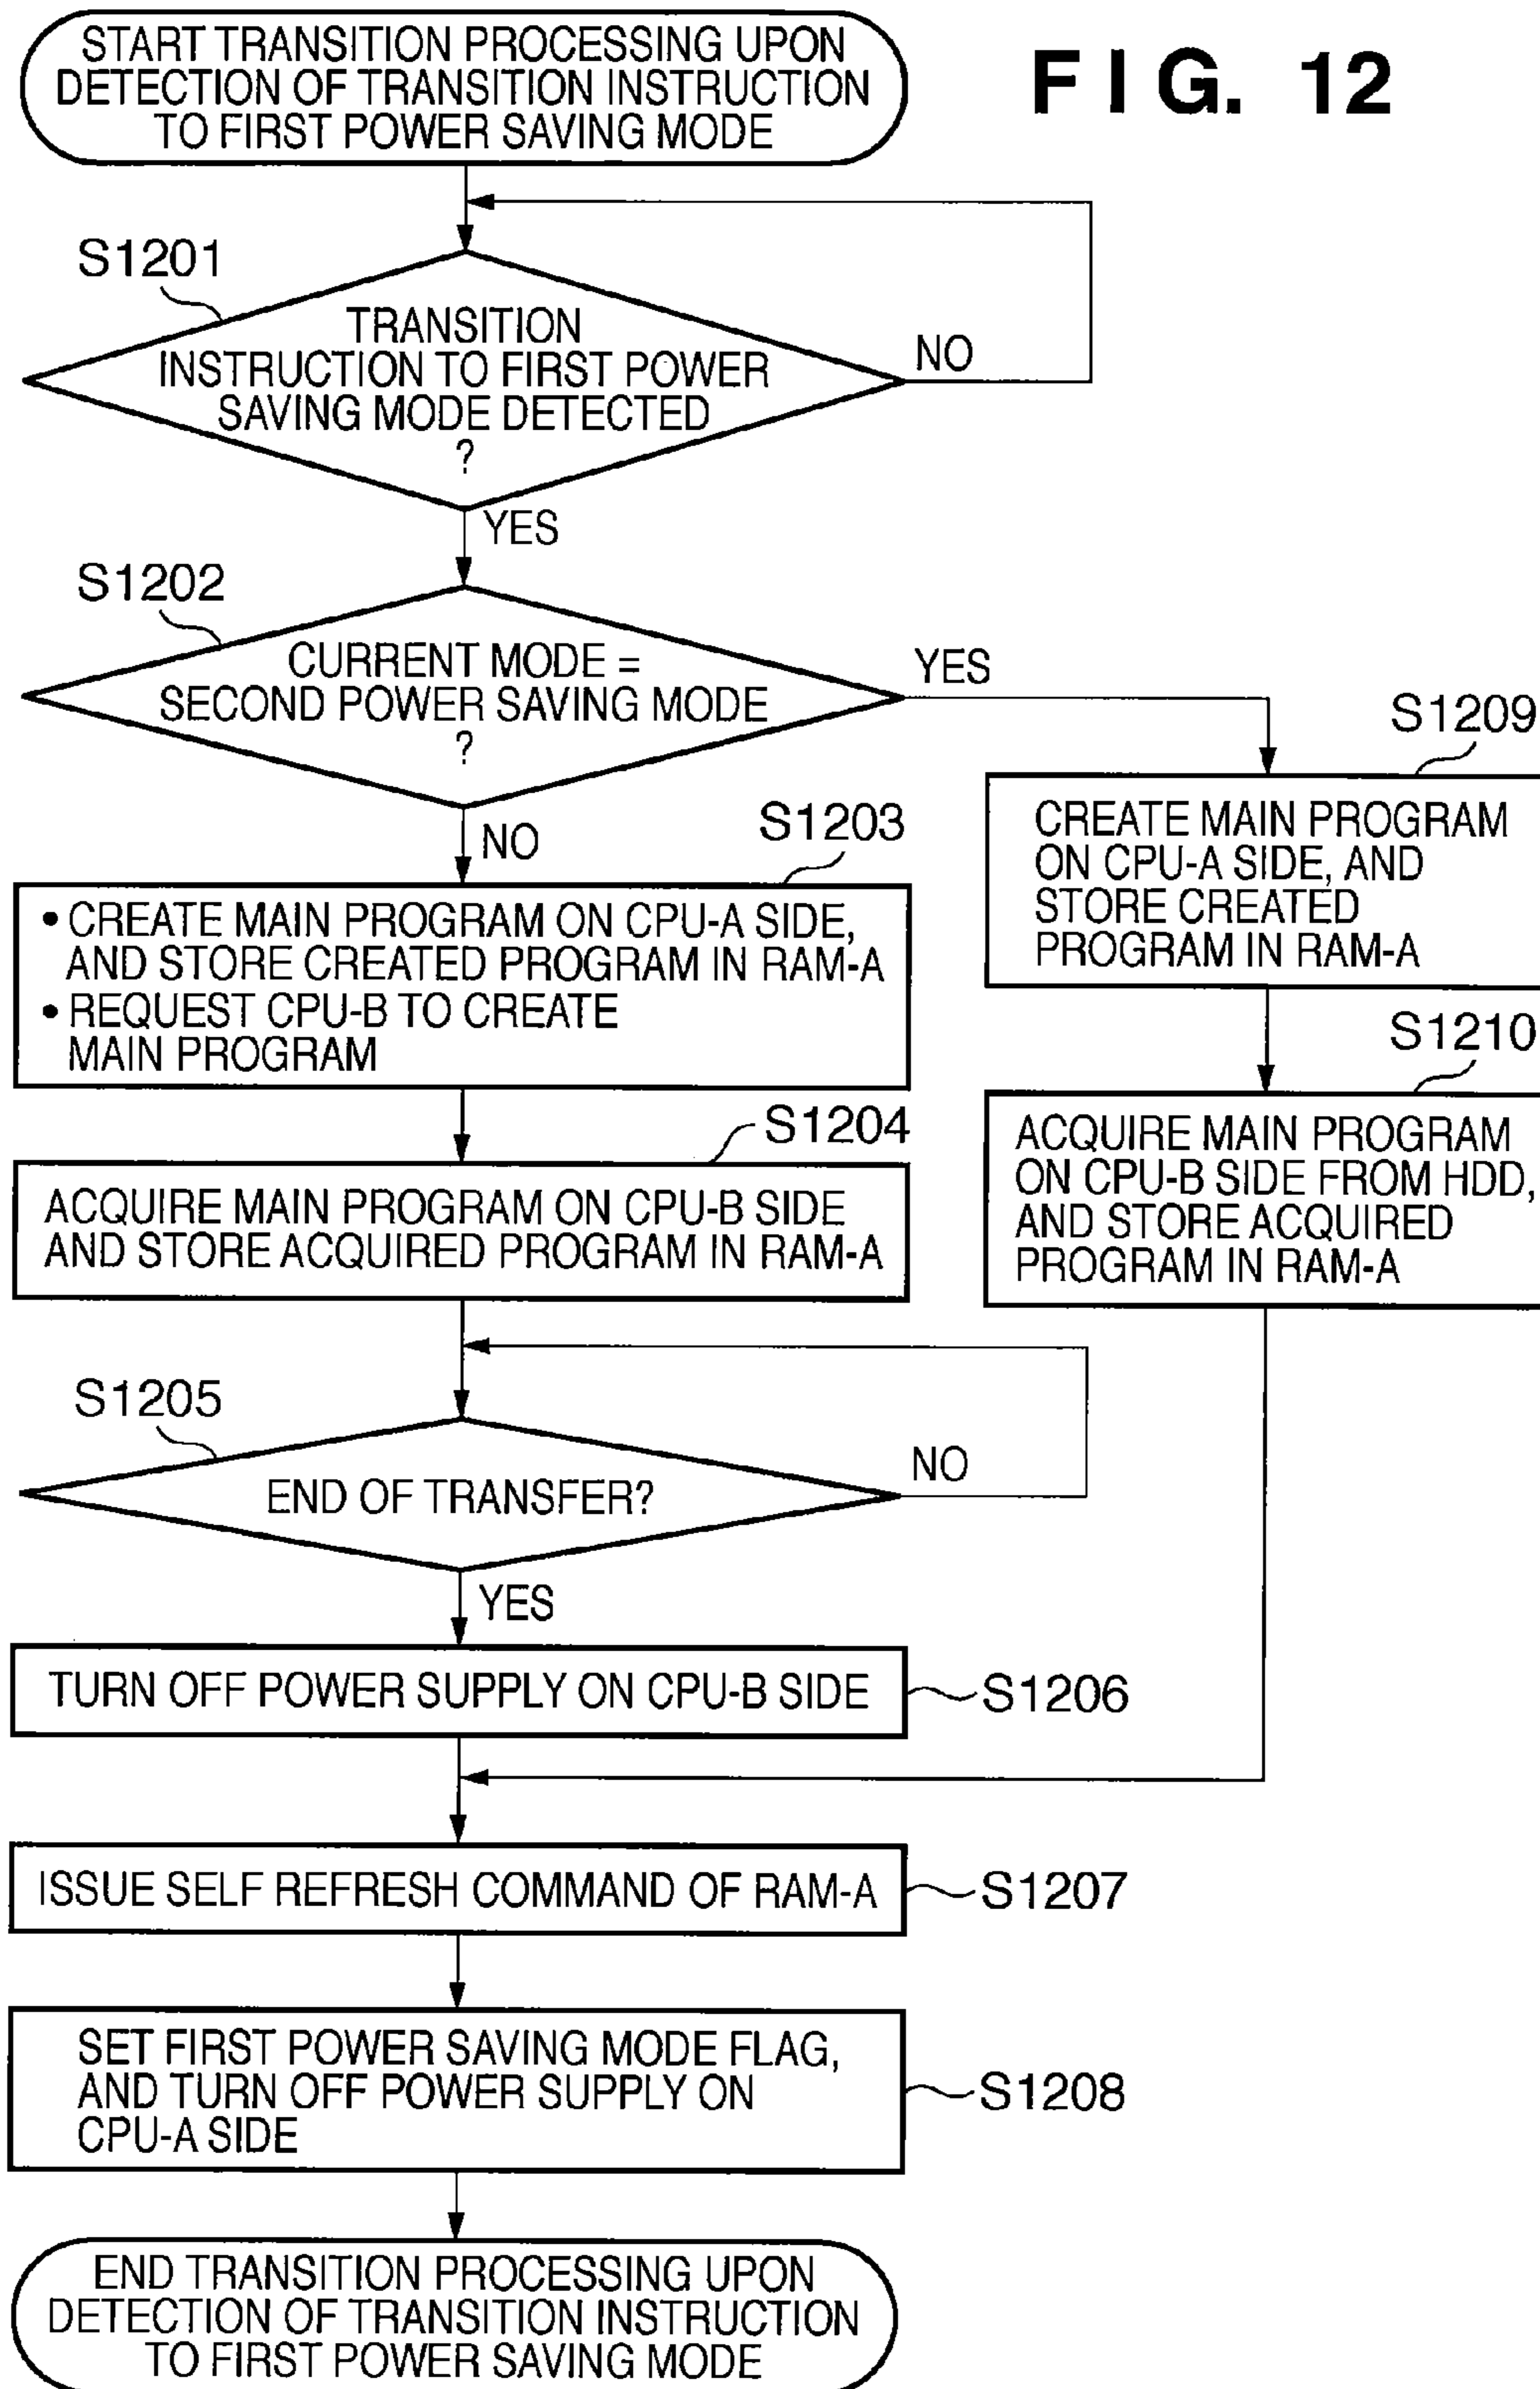 START TRANSITION PROCESSING UPON
DETECTION OF TRANSITION INSTRUCTION
TO FIRST POWER SAVING MODE
FIG. 12
S1201
TRANSITION
INSTRUCTION TO FIRST POWER
SAVING MODE DETECTED
?
NO
YES
S1202
CURRENT MODE =
SECOND POWER SAVING MODE
?
YES
NO
S1203
• CREATE MAIN PROGRAM ON CPU-A SIDE,
AND STORE CREATED PROGRAM IN RAM-A
• REQUEST CPU-B TO CREATE
MAIN PROGRAM
S1209
CREATE MAIN PROGRAM
ON CPU-A SIDE, AND
STORE CREATED
PROGRAM IN RAM-A
S1204
ACQUIRE MAIN PROGRAM ON CPU-B SIDE
AND STORE ACQUIRED PROGRAM IN RAM-A
S1210
ACQUIRE MAIN PROGRAM
ON CPU-B SIDE FROM HDD,
AND STORE ACQUIRED
PROGRAM IN RAM-A
S1205
END OF TRANSFER?
NO
YES
TURN OFF POWER SUPPLY ON CPU-B SIDE
S1206
ISSUE SELF REFRESH COMMAND OF RAM-A
S1207
SET FIRST POWER SAVING MODE FLAG,
AND TURN OFF POWER SUPPLY ON
CPU-A SIDE
S1208
END TRANSITION PROCESSING UPON
DETECTION OF TRANSITION INSTRUCTION
TO FIRST POWER SAVING MODE